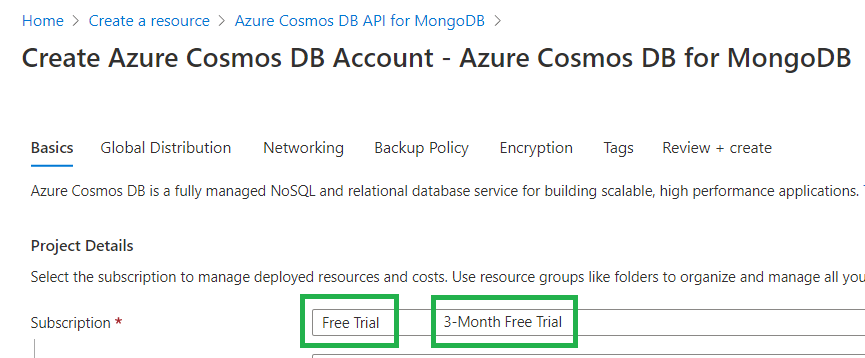 Home > Create a resource > Azure Cosmos DB API for MongoDB >
Create Azure Cosmos DB Account - Azure Cosmos DB for MongoDB
Basics Global Distribution Networking Backup Policy Encryption Tags Review + create
Azure Cosmos DB is a fully managed NoSQL and relational database service for building scalable, high performance applications.
Project Details
Select the subscription to manage deployed resources and costs. Use resource groups like folders to organize and manage all you
Subscription * Free Trial 3-Month Free Trial